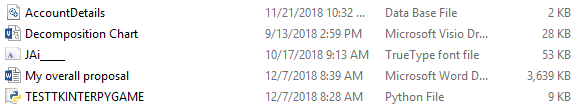 AccountDetails 11/21/2018 10:32 ... Data Base File 2 KB
Decomposition Chart 9/13/2018 2:59 PM Microsoft Visio Dr... 28 KB
JAi____ 10/17/2018 9:13 AM TrueType font file 53 KB
My overall proposal 12/7/2018 8:39 AM Microsoft Word D... 3,639 KB
TESTTKINTERPYGAME 12/7/2018 8:28 AM Python File 9 KB